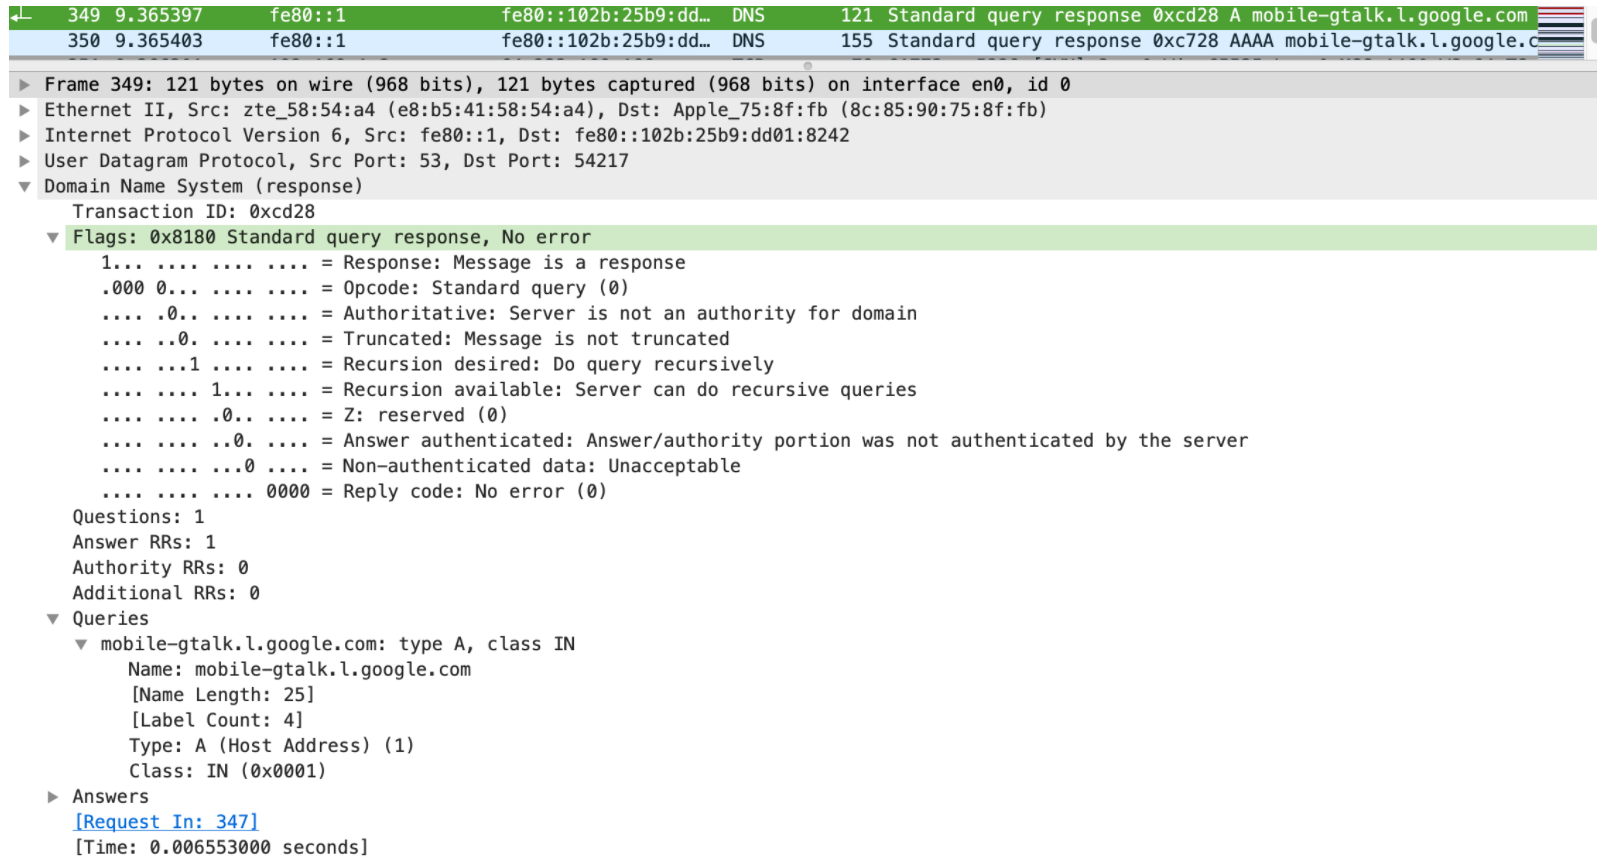 349 9.365397 fe80::1 fe80::102b:25b9:dd… DNS 121 Standard query response 0xcd28 A mobile-gtalk.l.google.com
350 9.365403 fe80::1 fe80::102b:25b9:dd… DNS 155 Standard query response 0xc728 AAAA mobile-gtalk.l.google.c
Frame 349: 121 bytes on wire (968 bits), 121 bytes captured (968 bits) on interface en0, id 0
Ethernet II, Src: zte_58:54:a4 (e8:b5:41:58:54:a4), Dst: Apple_75:8f:fb (8c:85:90:75:8f:fb)
Internet Protocol Version 6, Src: fe80::1, Dst: fe80::102b:25b9:dd01:8242
User Datagram Protocol, Src Port: 53, Dst Port: 54217
Domain Name System (response)
Transaction ID: 0xcd28
Flags: 0x8180 Standard query response, No error
1... .... .... .... = Response: Message is a response
.000 0... .... .... = Opcode: Standard query (0)
.... .0.. .... .... = Authoritative: Server is not an authority for domain
.... ..0. .... .... = Truncated: Message is not truncated
.... ...1 .... .... = Recursion desired: Do query recursively
.... .... 1... .... = Recursion available: Server can do recursive queries
.... .... .0.. .... = Z: reserved (0)
.... .... ..0. .... = Answer authenticated: Answer/authority portion was not authenticated by the server
.... .... ...0 .... = Non-authenticated data: Unacceptable
.... .... .... 0000 = Reply code: No error (0)
Questions: 1
Answer RRs: 1
Authority RRs: 0
Additional RRs: 0
Queries
mobile-gtalk.l.google.com: type A, class IN
Name: mobile-gtalk.l.google.com
[Name Length: 25]
[Label Count: 4]
Type: A (Host Address) (1)
Class: IN (0x0001)
Answers
[Request In: 347]
[Time: 0.006553000 seconds]